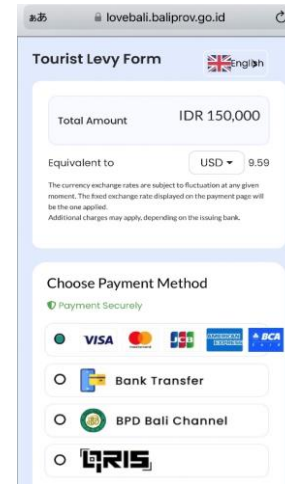 ああ lovebali.baliprov.go.id
Tourist Levy Form English
Total Amount IDR 150,000
Equivalent to USD 9.59
The currency exchange rates are subject to fluctuation at any given
moment. The fixed exchange rate displayed on the payment page will
be the one applied.
Additional charges may apply, depending on the issuing bank.
Choose Payment Method
Payment Securely
VISA JCB AMERICAN EXPRESS BCA
Bank Transfer
BPD Bali Channel
QRIS